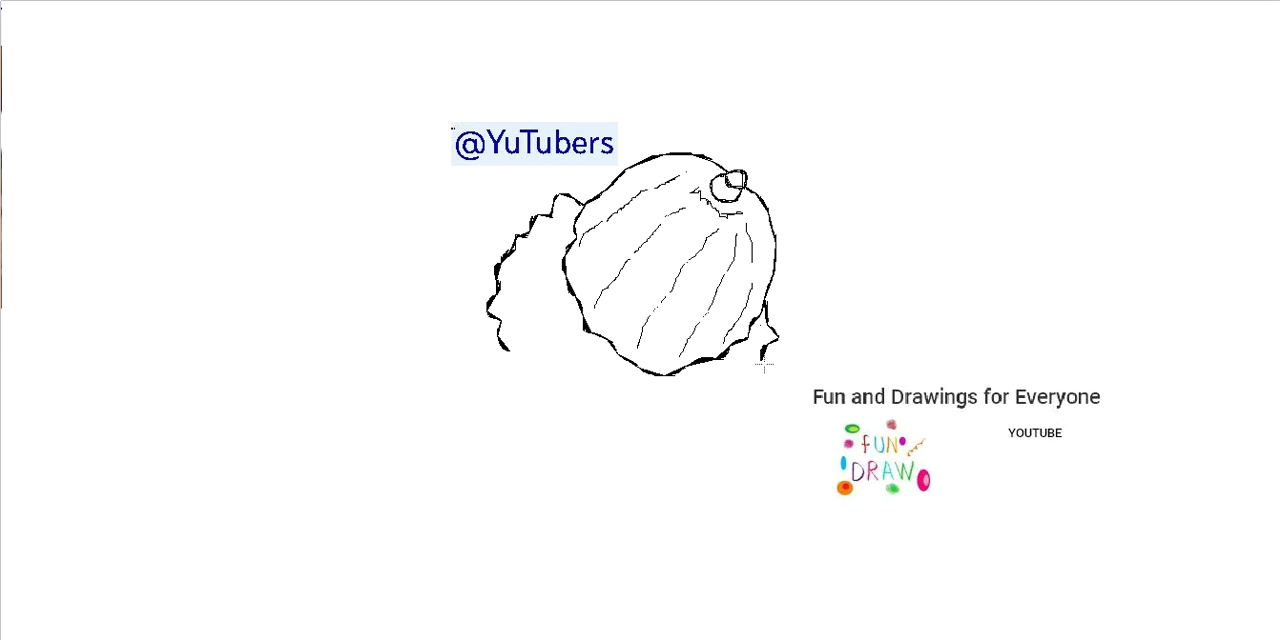 @YuTubers
Fun and Drawings for Everyone
YOUTUBE
FUN
DRAW